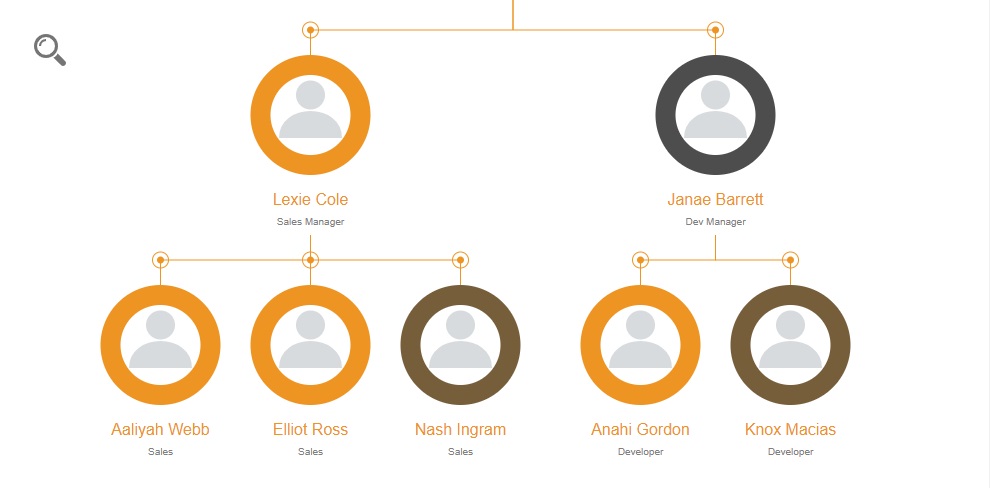 Lexie Cole
Sales Manager
Janae Barrett
Dev Manager
Aaliyah Webb
Sales
Elliot Ross
Sales
Nash Ingram
Sales
Anahi Gordon
Developer
Knox Macias
Developer